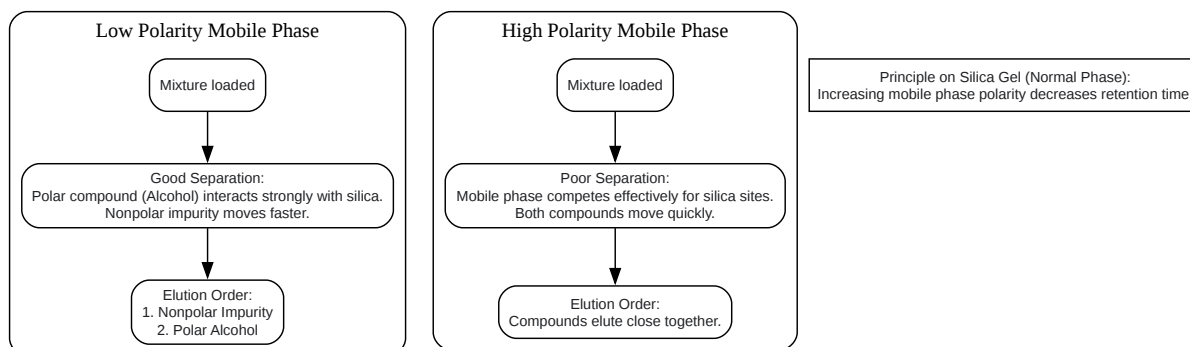 Low Polarity Mobile Phase
Mixture loaded
Good Separation:
Polar compound (Alcohol) interacts strongly with silica.
Nonpolar impurity moves faster.
Elution Order:
1. Nonpolar Impurity
2. Polar Alcohol
High Polarity Mobile Phase
Mixture loaded
Poor Separation:
Mobile phase competes effectively for silica sites.
Both compounds move quickly.
Elution Order:
Compounds elute close together.
Principle on Silica Gel (Normal Phase):
Increasing mobile phase polarity decreases retention time